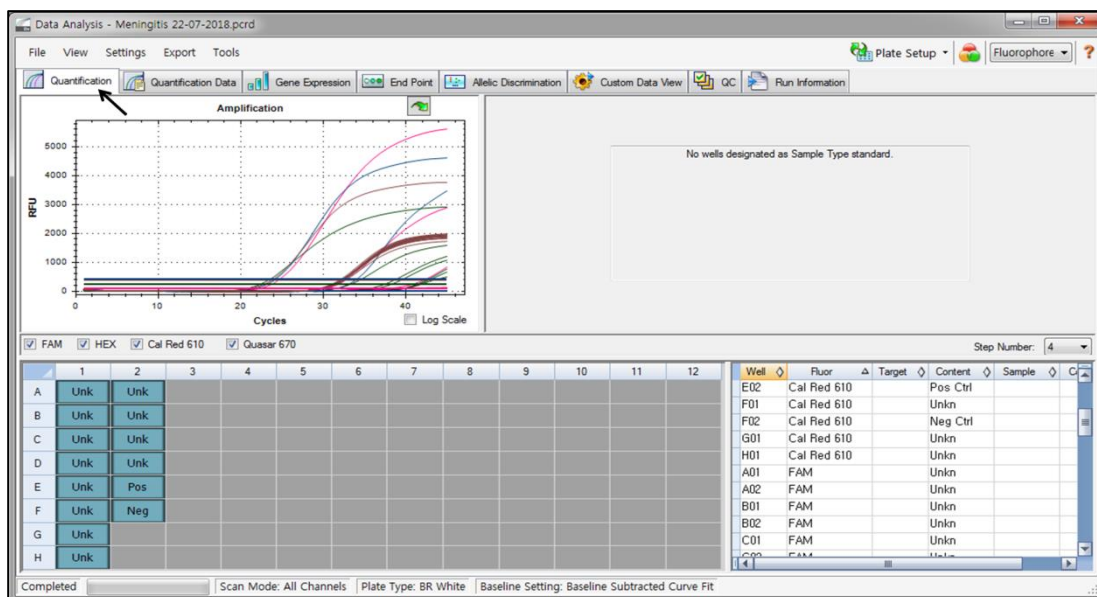 Data Analysis - Meningitis 22-07-2018.pcrd
File View Settings Export Tools Plate Setup Fluorophore ?
Quantification Quantification Data Gene Expression End Point Allelic Discrimination Custom Data View QC Run Information
Amplification
No wells designated as Sample Type standard.
RFU
5000
4000
3000
2000
1000
0
0 10 20 30 40
Cycles
Log Scale
FAM HEX Cal Red 610 Quasar 670 Step Number: 4
1 2 3 4 5 6 7 8 9 10 11 12
A Unk Unk
B Unk Unk
C Unk Unk
D Unk Unk
E Unk Pos
F Unk Neg
G Unk
H Unk
Well Fluor Target Content Sample
E02 Cal Red 610 Pos Ctrl
F01 Cal Red 610 Unkn
F02 Cal Red 610 Neg Ctrl
G01 Cal Red 610 Unkn
H01 Cal Red 610 Unkn
A01 FAM Unkn
A02 FAM Unkn
B01 FAM Unkn
B02 FAM Unkn
C01 FAM Unkn
Completed Scan Mode: All Channels Plate Type: BR White Baseline Setting: Baseline Subtracted Curve Fit